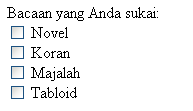 Bacaan yang Anda sukai:
Novel
Koran
Majalah
Tabloid